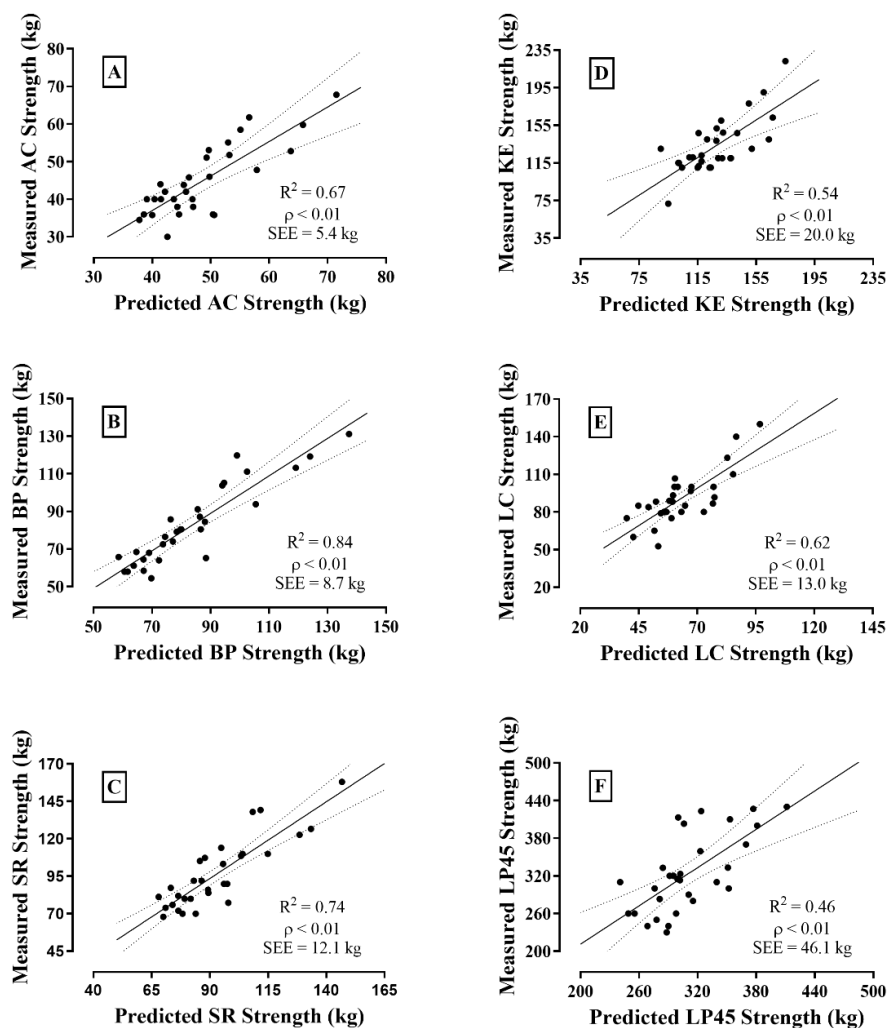 A
Measured AC Strength (kg)
80
70
60
50
40
30
R² = 0.67
ρ < 0.01
SEE = 5.4 kg
30 40 50 60 70 80
Predicted AC Strength (kg)
D
Measured KE Strength (kg)
235
195
155
115
75
35
R² = 0.54
ρ < 0.01
SEE = 20.0 kg
35 75 115 155 195 235
Predicted KE Strength (kg)
B
Measured BP Strength (kg)
150
130
110
90
70
50
R² = 0.84
ρ < 0.01
SEE = 8.7 kg
50 70 90 110 130 150
Predicted BP Strength (kg)
E
Measured LC Strength (kg)
170
140
110
80
50
20
R² = 0.62
ρ < 0.01
SEE = 13.0 kg
20 45 70 95 120 145
Predicted LC Strength (kg)
C
Measured SR Strength (kg)
170
145
120
95
70
45
R² = 0.74
ρ < 0.01
SEE = 12.1 kg
40 65 90 115 140 165
Predicted SR Strength (kg)
F
Measured LP45 Strength (kg)
500
440
380
320
260
200
R² = 0.46
ρ < 0.01
SEE = 46.1 kg
200 260 320 380 440 500
Predicted LP45 Strength (kg)